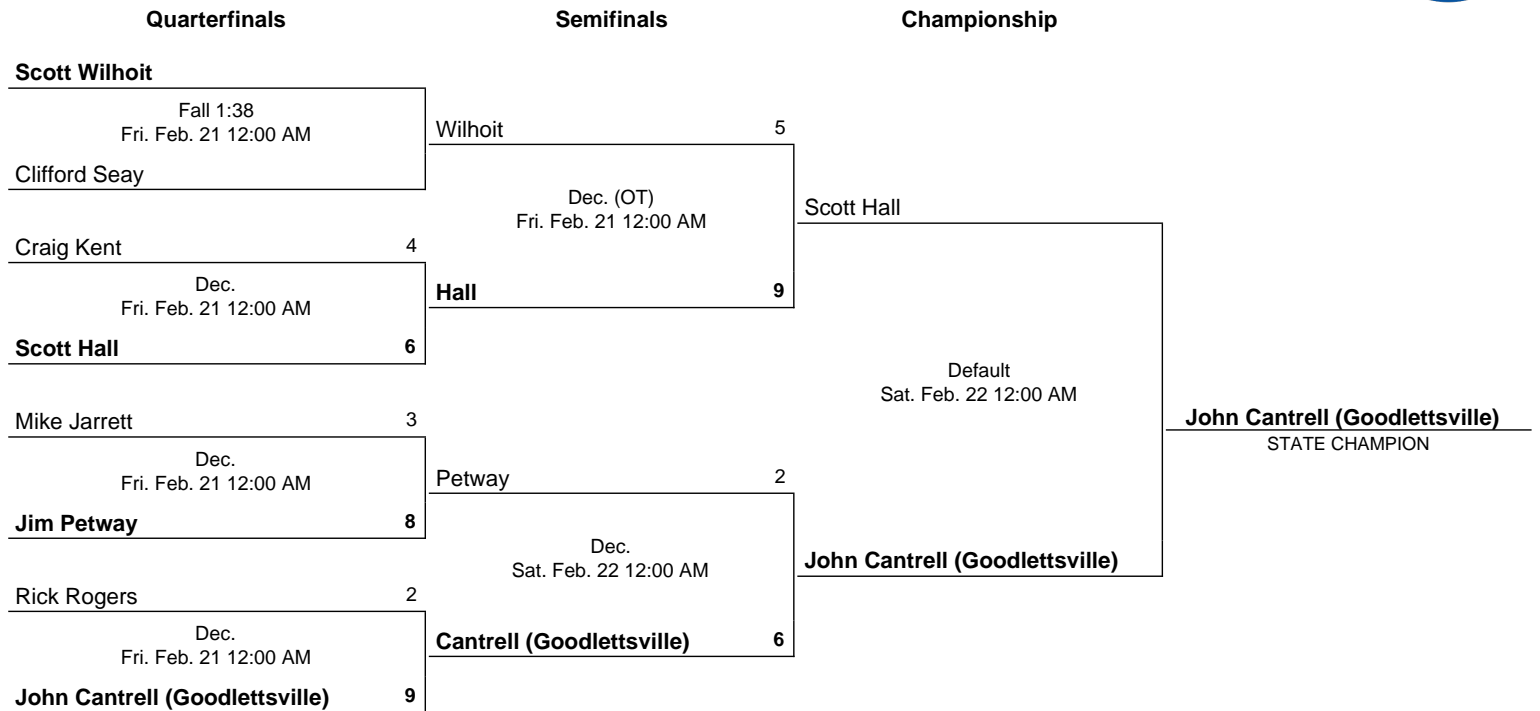 Quarterfinals Semifinals Championship
Scott Wilhoit
Fall 1:38
Fri. Feb. 21 12:00 AM
Clifford Seay
Craig Kent 4
Dec.
Fri. Feb. 21 12:00 AM
Scott Hall 6
Mike Jarrett 3
Dec.
Fri. Feb. 21 12:00 AM
Jim Petway 8
Rick Rogers 2
Dec.
Fri. Feb. 21 12:00 AM
John Cantrell (Goodlettsville) 9
Wilhoit 5
Dec. (OT)
Fri. Feb. 21 12:00 AM
Hall 9
Petway 2
Dec.
Sat. Feb. 22 12:00 AM
Cantrell (Goodlettsville) 6
Scott Hall
Default
Sat. Feb. 22 12:00 AM
John Cantrell (Goodlettsville)
John Cantrell (Goodlettsville)
STATE CHAMPION